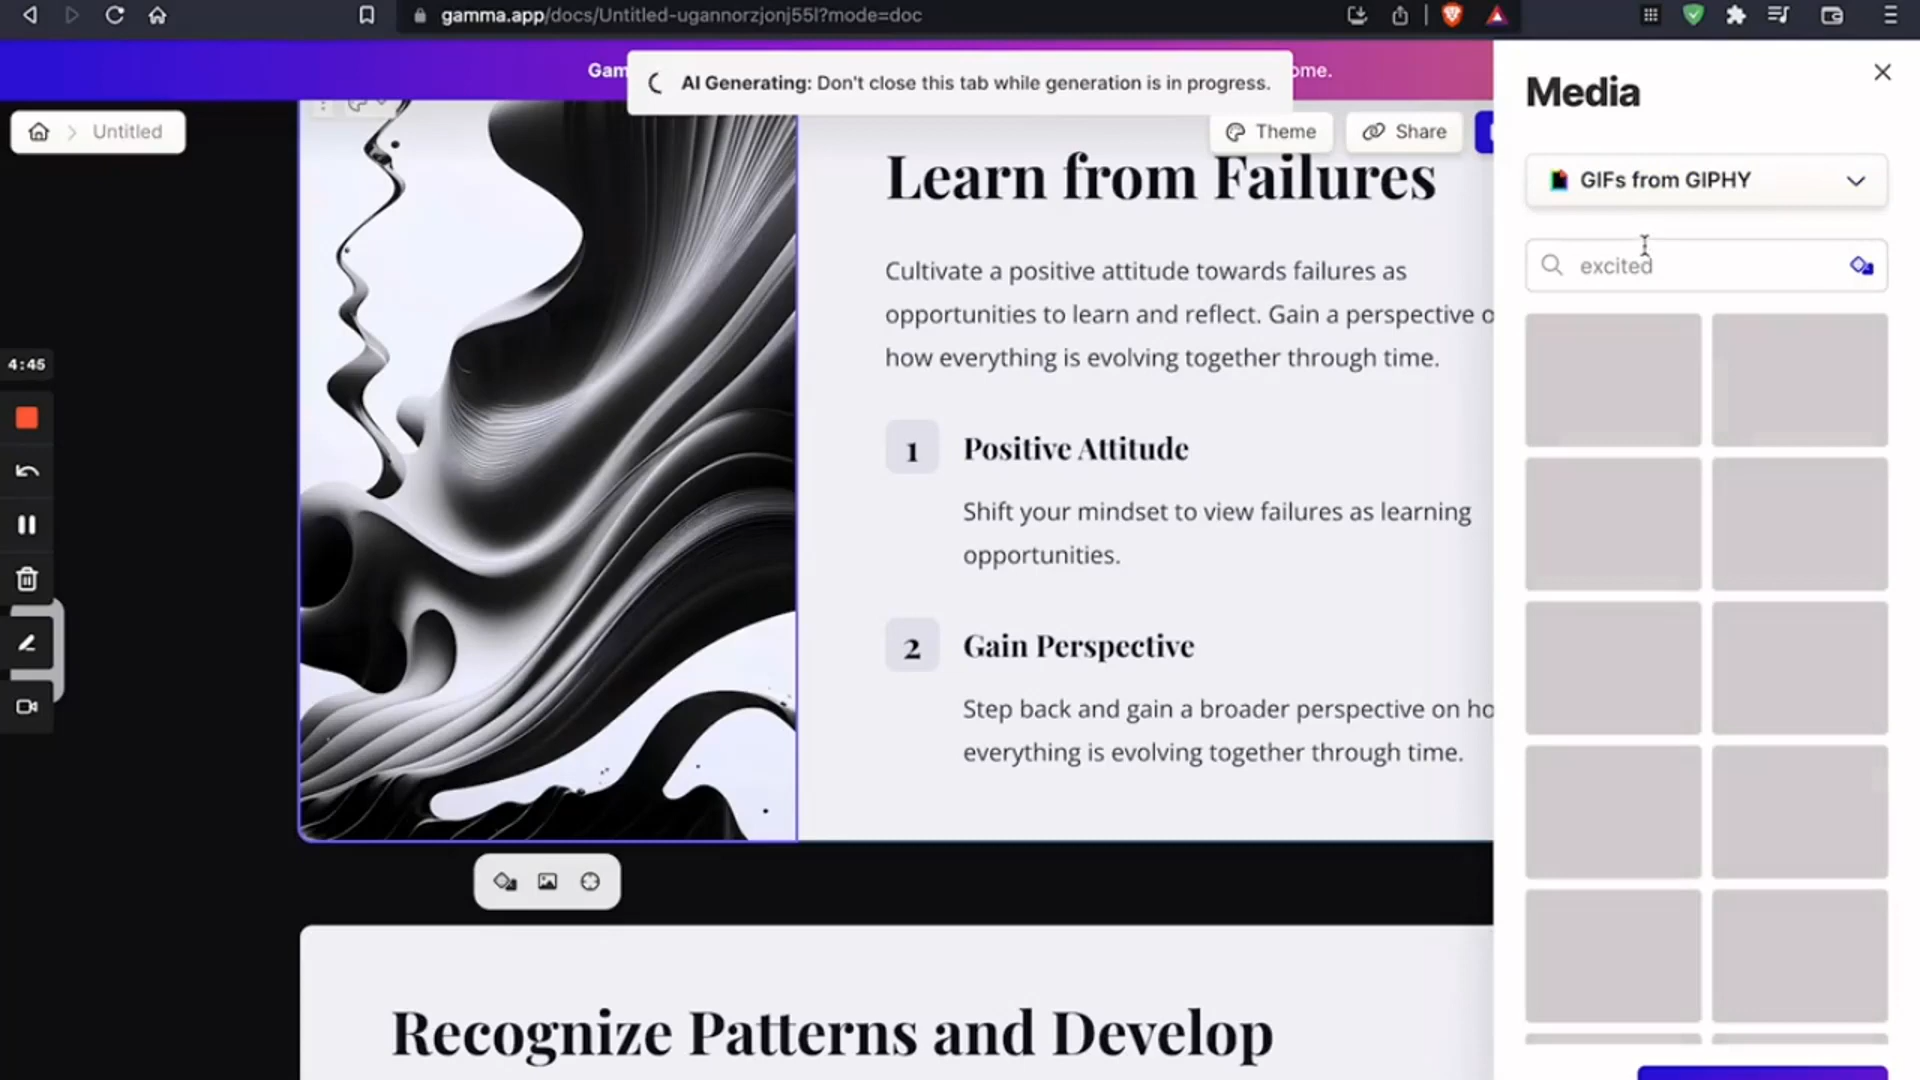 gamma.app/docs/Untitled-ugannorzjonj55l?mode=doc
Gam
AI Generating: Don't close this tab while generation is in progress.
ome.
Untitled
Theme
Share
Media
GIFs from GIPHY
excited
4:45
Learn from Failures
Cultivate a positive attitude towards failures as
opportunities to learn and reflect. Gain a perspective o
how everything is evolving together through time.
1
Positive Attitude
Shift your mindset to view failures as learning
opportunities.
2
Gain Perspective
Step back and gain a broader perspective on ho
everything is evolving together through time.
Recognize Patterns and Develop